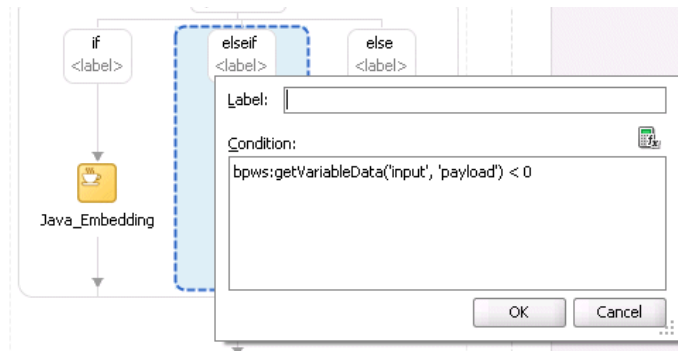 if
<label>
elseif
<label>
else
<label>
Label:
Condition:
bpws:getVariableData('input', 'payload') < 0
Java_Embedding
OK
Cancel